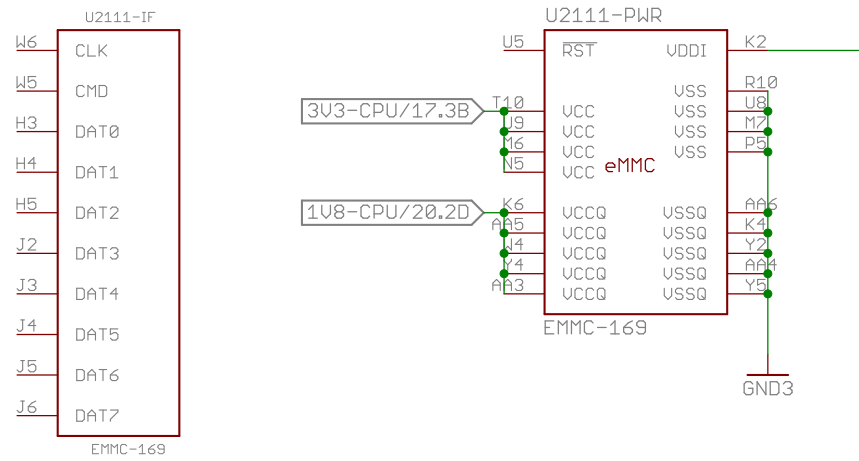 U2111-IF
W6 CLK
W5 CMD
H3 DAT0
H4 DAT1
H5 DAT2
J2 DAT3
J3 DAT4
J4 DAT5
J5 DAT6
J6 DAT7
EMMC-169
U2111-PWR
U5 RST VDDI K2
VSS R10
3V3-CPU/17.3B T10 VCC VSS U8
U9 VCC VSS M7
M6 VCC VSS P5
N5 VCC
eMMC
1V8-CPU/20.2D K6 VCCQ VSSQ AA6
AA5 VCCQ VSSQ K4
W4 VCCQ VSSQ Y2
Y4 VCCQ VSSQ AA4
AA3 VCCQ VSSQ Y5
EMMC-169
GND3